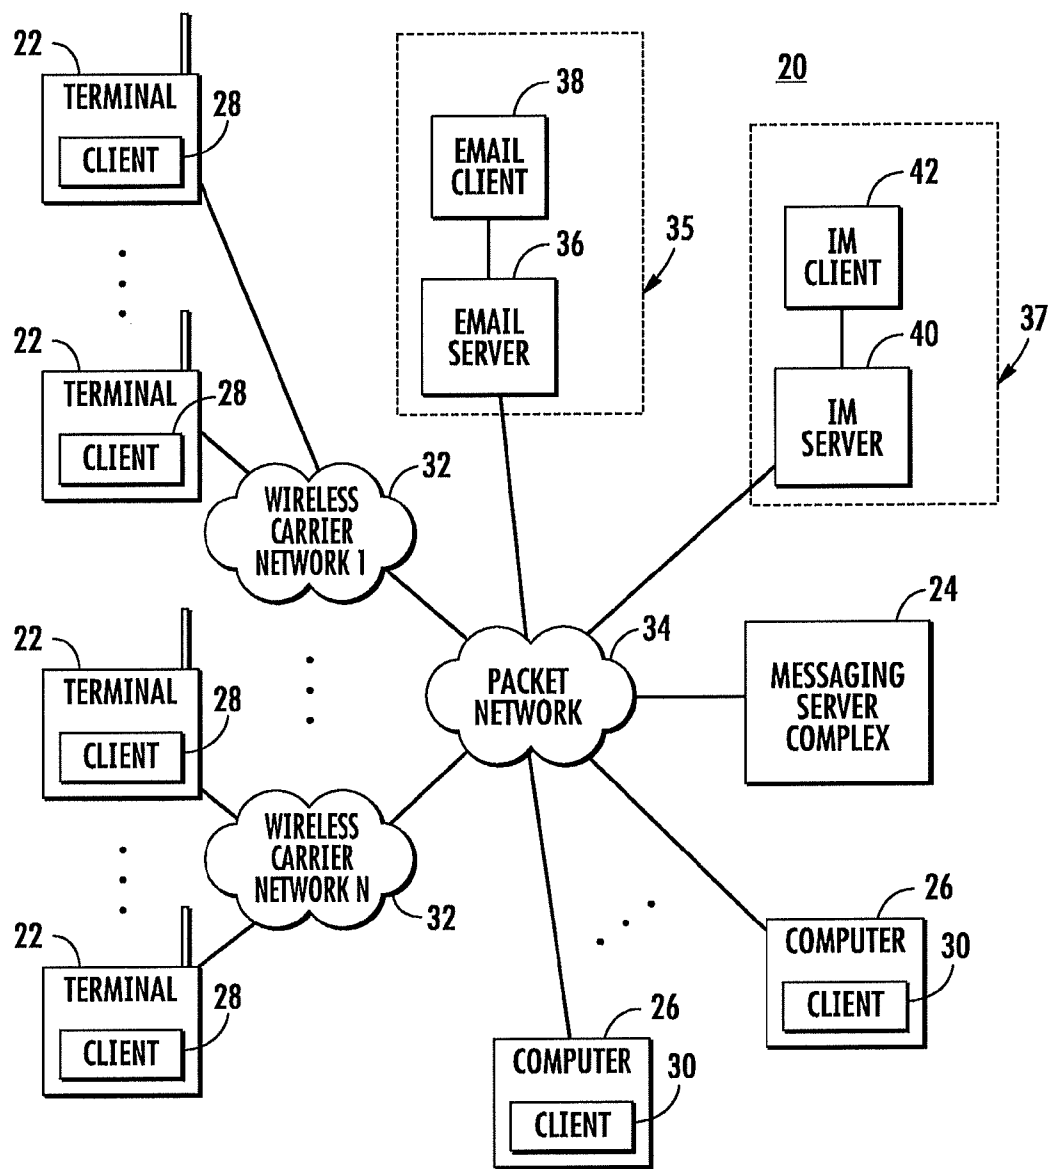 22
TERMINAL
28
CLIENT
22
TERMINAL
28
CLIENT
32
WIRELESS
CARRIER
NETWORK 1
38
EMAIL
CLIENT
36
EMAIL
SERVER
35
20
42
IM
CLIENT
40
IM
SERVER
37
34
PACKET
NETWORK
24
MESSAGING
SERVER
COMPLEX
22
TERMINAL
28
CLIENT
WIRELESS
CARRIER
NETWORK N
32
22
TERMINAL
28
CLIENT
26
COMPUTER
30
CLIENT
26
COMPUTER
30
CLIENT